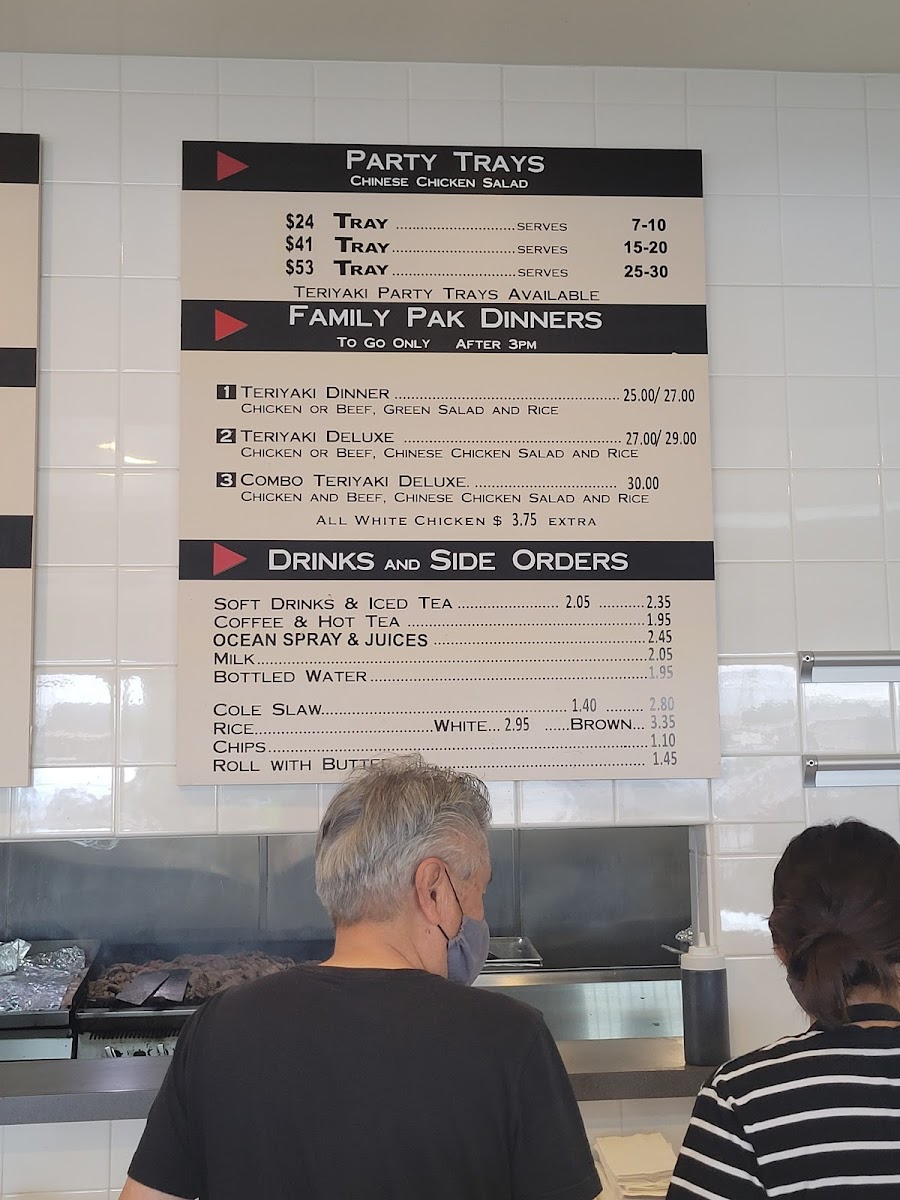 PARTY TRAYS
CHINESE CHICKEN SALAD
$24 TRAY ..............................SERVES 7-10
$41 TRAY ..............................SERVES 15-20
$53 TRAY ..............................SERVES 25-30
TERIYAKI PARTY TRAYS AVAILABLE
FAMILY PAK DINNERS
TO GO ONLY AFTER 3PM
1 TERIYAKI DINNER ................................................ 25.00/ 27.00
CHICKEN OR BEEF, GREEN SALAD AND RICE
2 TERIYAKI DELUXE .............................................. 27.00/ 29.00
CHICKEN OR BEEF, CHINESE CHICKEN SALAD AND RICE
3 COMBO TERIYAKI DELUXE. .............................. 30.00
CHICKEN AND BEEF, CHINESE CHICKEN SALAD AND RICE
ALL WHITE CHICKEN $ 3.75 EXTRA
DRINKS AND SIDE ORDERS
SOFT DRINKS & ICED TEA ...................... 2.05 ..........2.35
COFFEE & HOT TEA ....................................................1.95
OCEAN SPRAY & JUICES ..............................................2.45
MILK..................................................................................2.05
BOTTLED WATER............................................................1.95
COLE SLAW..................................................... 1.40 ........ 2.80
RICE.......................................WHITE... 2.95 ......BROWN... 3.35
CHIPS................................................................................1.10
ROLL WITH BUTTE ................................................ 1.45